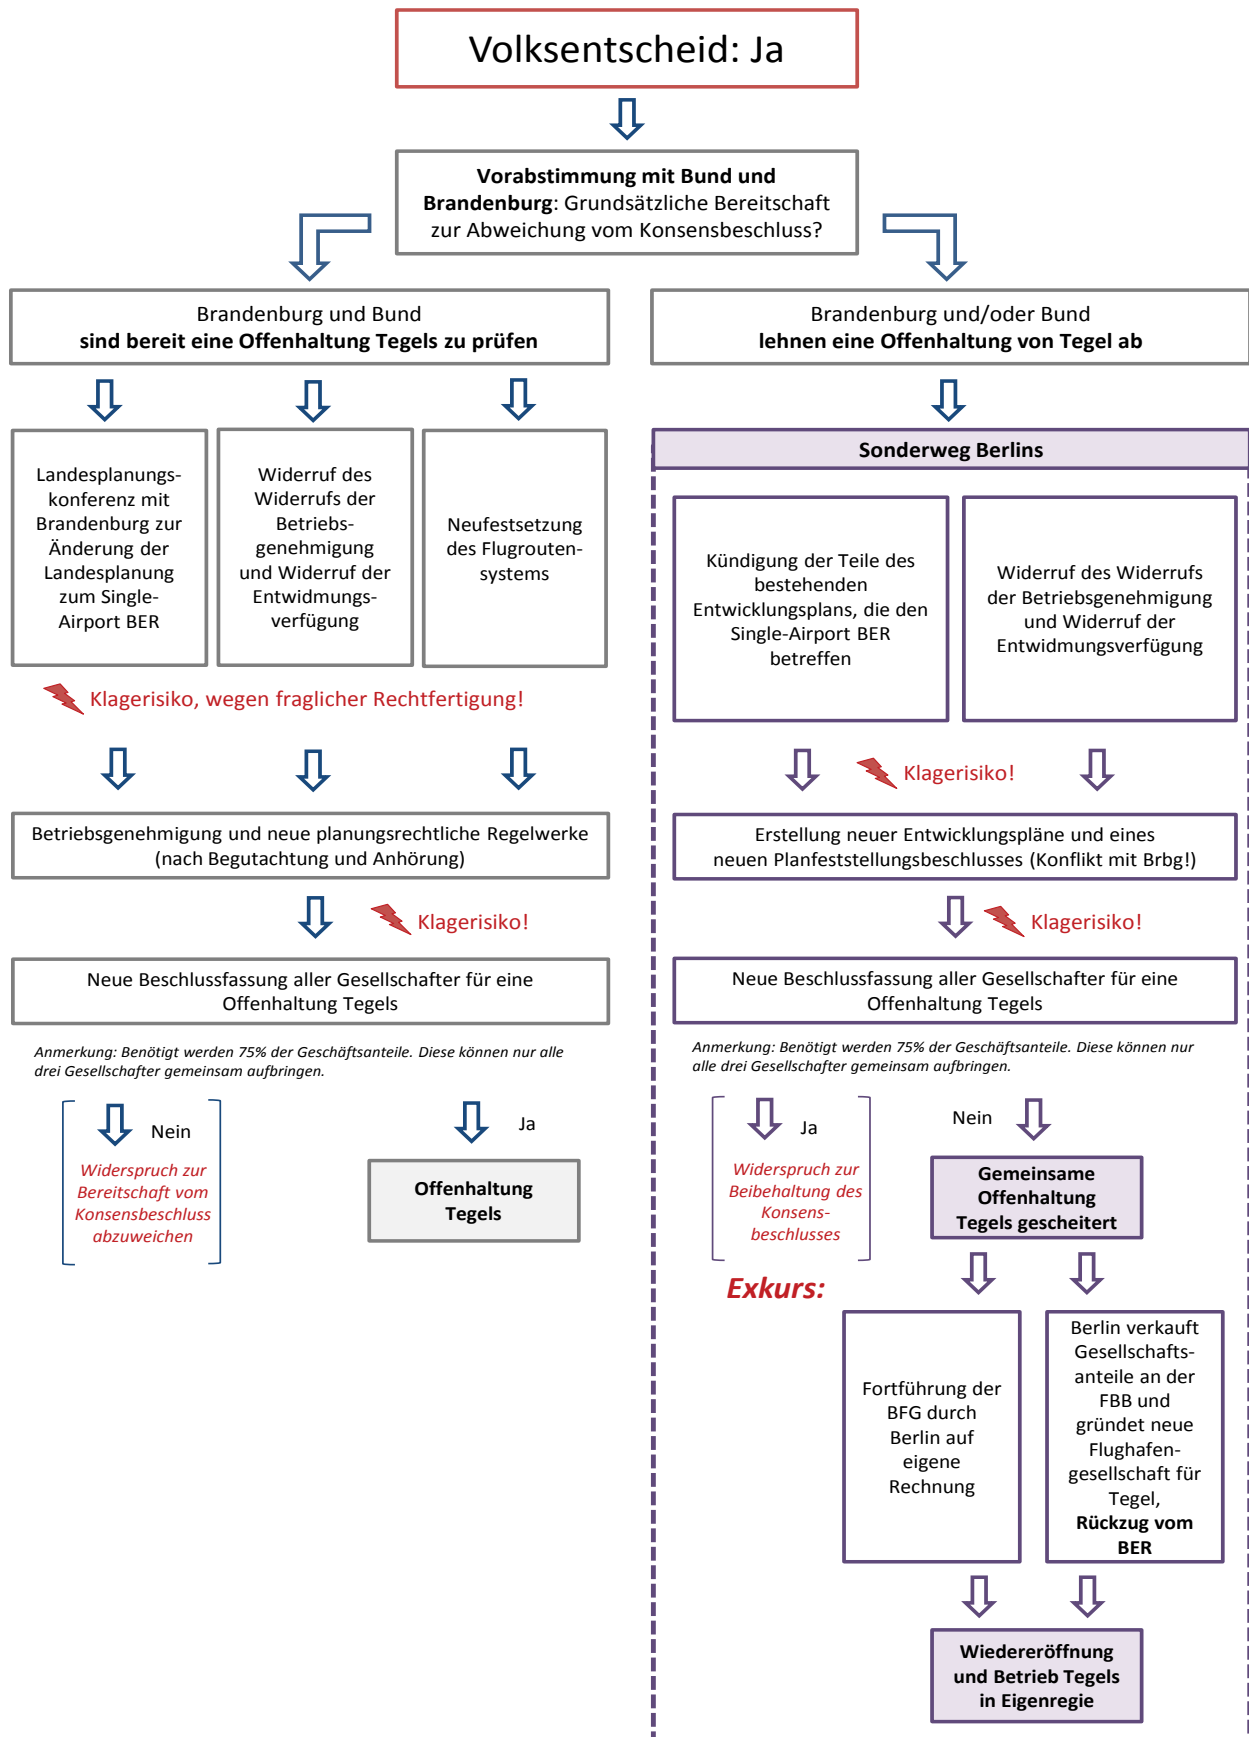 Volksentscheid: Ja
Vorabstimmung mit Bund und
Brandenburg: Grundsätzliche Bereitschaft
zur Abweichung vom Konsensbeschluss?
Brandenburg und Bund
sind bereit eine Offenhaltung Tegels zu prüfen
Landesplanungs-
konferenz mit
Brandenburg zur
Änderung der
Landesplanung
zum Single-
Airport BER
Widerruf des
Widerrufs der
Betriebs-
genehmigung
und Widerruf der
Entwidmungs-
verfügung
Neufestsetzung
des Flugrouten-
systems
Klagerisiko, wegen fraglicher Rechtfertigung!
Betriebsgenehmigung und neue planungsrechtliche Regelwerke
(nach Begutachtung und Anhörung)
Klagerisiko!
Neue Beschlussfassung aller Gesellschafter für eine
Offenhaltung Tegels
Anmerkung: Benötigt werden 75% der Geschäftsanteile. Diese können nur alle
drei Gesellschafter gemeinsam aufbringen.
Nein
Widerspruch zur
Bereitschaft vom
Konsensbeschluss
abzuweichen
Ja
Offenhaltung
Tegels
Brandenburg und/oder Bund
lehnen eine Offenhaltung von Tegel ab
Sonderweg Berlins
Kündigung der Teile des
bestehenden
Entwicklungsplans, die den
Single-Airport BER
betreffen
Widerruf des Widerrufs
der Betriebsgenehmigung
und Widerruf der
Entwidmungsverfügung
Klagerisiko!
Erstellung neuer Entwicklungspläne und eines
neuen Planfeststellungsbeschlusses (Konflikt mit Brbg!)
Klagerisiko!
Neue Beschlussfassung aller Gesellschafter für eine
Offenhaltung Tegels
Anmerkung: Benötigt werden 75% der Geschäftsanteile. Diese können nur
alle drei Gesellschafter gemeinsam aufbringen.
Ja
Widerspruch zur
Beibehaltung des
Konsens-
beschlusses
Nein
Gemeinsame
Offenhaltung
Tegels gescheitert
Exkurs:
Fortführung der
BFG durch
Berlin auf
eigene
Rechnung
Berlin verkauft
Gesellschafts-
anteile an der
FBB und
gründet neue
Flughafen-
gesellschaft für
Tegel,
Rückzug vom
BER
Wiedereröffnung
und Betrieb Tegels
in Eigenregie